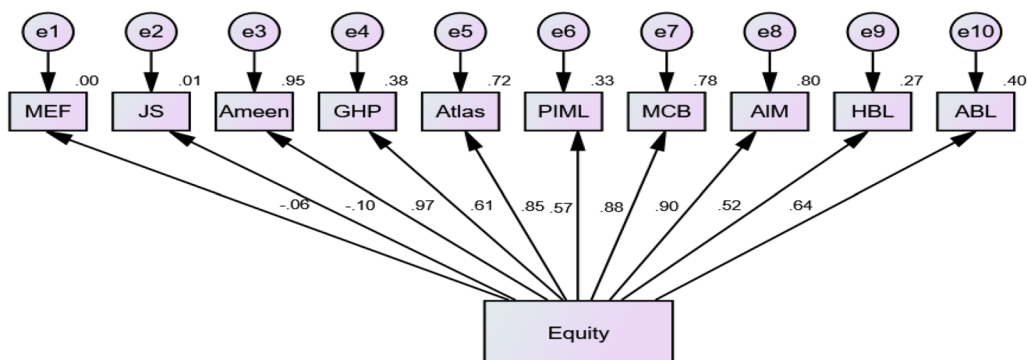 e1 e2 e3 e4 e5 e6 e7 e8 e9 e10
.00 .01 .95 .38 .72 .33 .78 .80 .27 .40
MEF JS Ameen GHP Atlas PIML MCB AIM HBL ABL
-.06 -.10 .97 .61 .85 .57 .88 .90 .52 .64
Equity